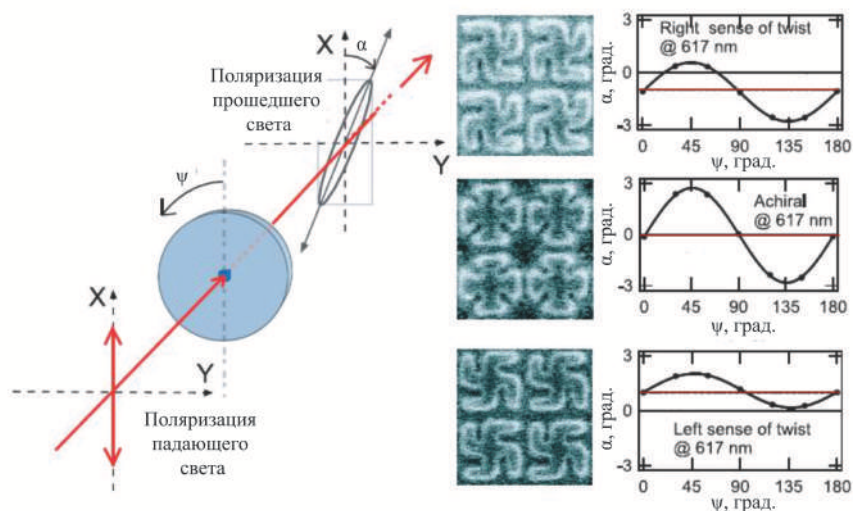 X
α
Поляризация
прошедшего
света
Y
ψ
X
Y
Поляризация
падающего
света
α, град.
3
0
-3
Right sense of twist
@ 617 nm
0 45 90 135 180
ψ, град.
α, град.
3
0
-3
Achiral
@ 617 nm
0 45 90 135 180
ψ, град.
α, град.
3
0
-3
Left sense of twist
@ 617 nm
0 45 90 135 180
ψ, град.